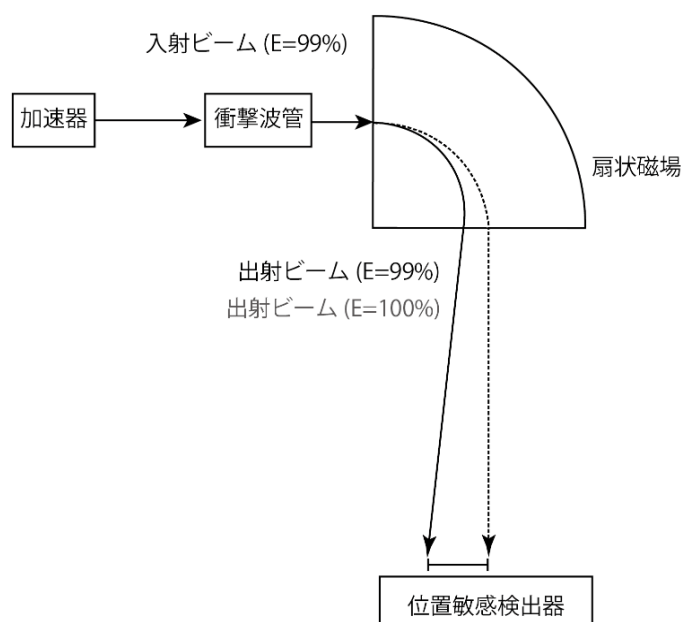 入射ビーム (E=99%)
加速器
衝撃波管
扇状磁場
出射ビーム (E=99%)
出射ビーム (E=100%)
位置敏感検出器